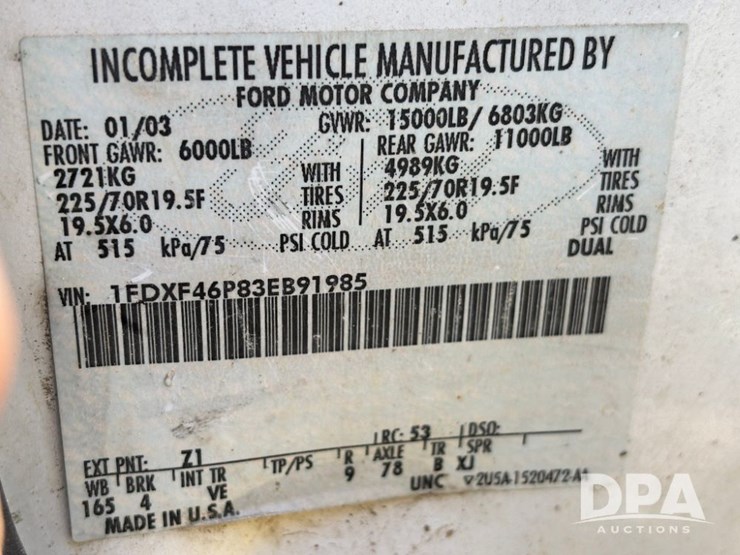 INCOMPLETE VEHICLE MANUFACTURED BY
FORD MOTOR COMPANY
DATE: 01/03 GVWR: 15000LB/ 6803KG
FRONT GAWR: 6000LB REAR GAWR: 11000LB
2721KG WITH 4989KG WITH
225/70R19.5F TIRES 225/70R19.5F TIRES
19.5X6.0 RIMS 19.5X6.0 RIMS
AT 515 kPa/75 PSI COLD AT 515 kPa/75 PSI COLD
DUAL
VIN: 1FDXF46P83EB91985
EXT PNT: Z1 RC: 53 DSO:
WB BRK INT TR TP/PS R AXLE TR SPR
165 4 VE 9 78 B XJ
MADE IN U.S.A. UNC 2U5A-1520472-A
DPA
AUCTIONS